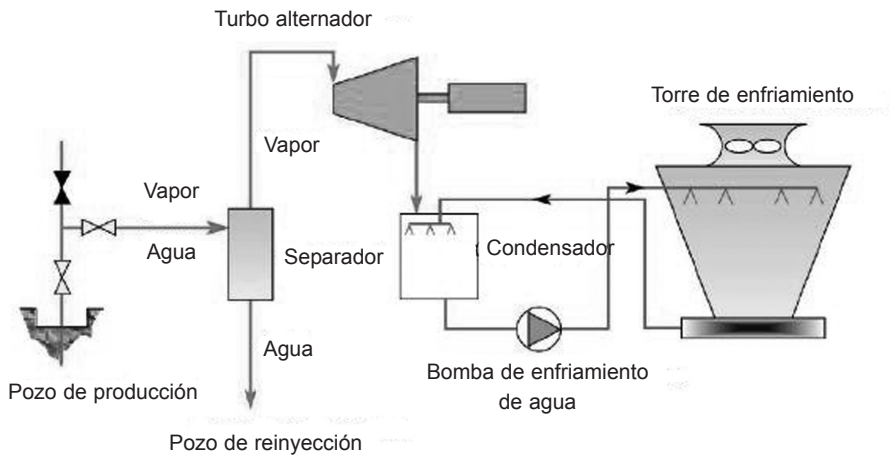 Turbo alternador
Torre de enfriamiento
Vapor
Vapor
Agua
Separador
Condensador
Agua
Bomba de enfriamiento
de agua
Pozo de producción
Pozo de reinyección